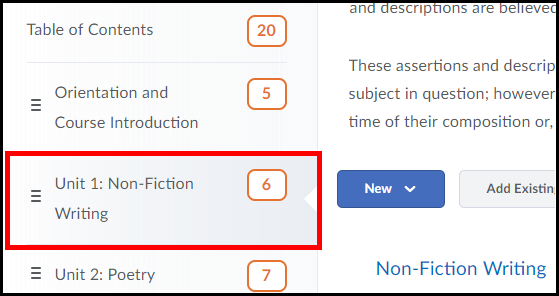 Table of Contents
20
Orientation and
Course Introduction
5
Unit 1: Non-Fiction
Writing
6
Unit 2: Poetry
7
and descriptions are believed
These assertions and descrip
subject in question; however
time of their composition or,
New
Add Existin
Non-Fiction Writing